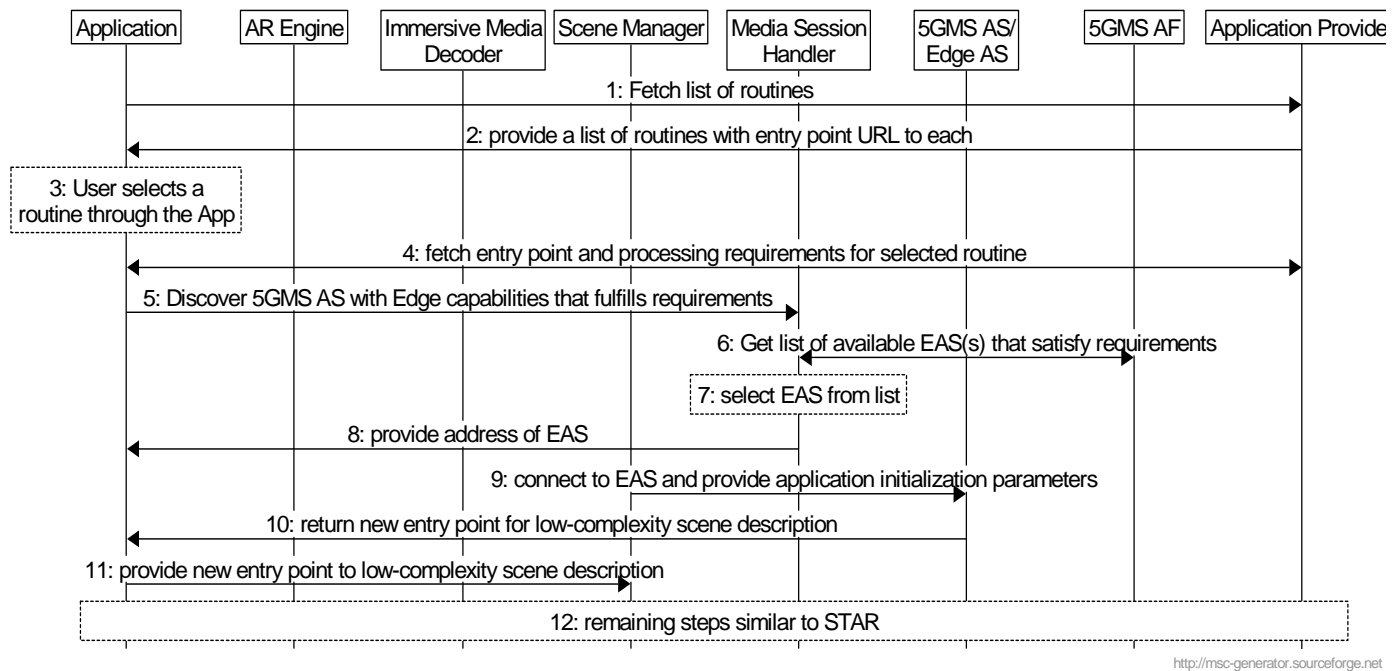 Application
AR Engine
Immersive Media
Decoder
Scene Manager
Media Session
Handler
5GMS AS/
Edge AS
5GMS AF
Application Provide
1: Fetch list of routines
2: provide a list of routines with entry point URL to each
3: User selects a
routine through the App
4: fetch entry point and processing requirements for selected routine
5: Discover 5GMS AS with Edge capabilities that fulfills requirements
6: Get list of available EAS(s) that satisfy requirements
7: select EAS from list
8: provide address of EAS
9: connect to EAS and provide application initialization parameters
10: return new entry point for low-complexity scene description
11: provide new entry point to low-complexity scene description
12: remaining steps similar to STAR
http://msc-generator.sourceforge.net